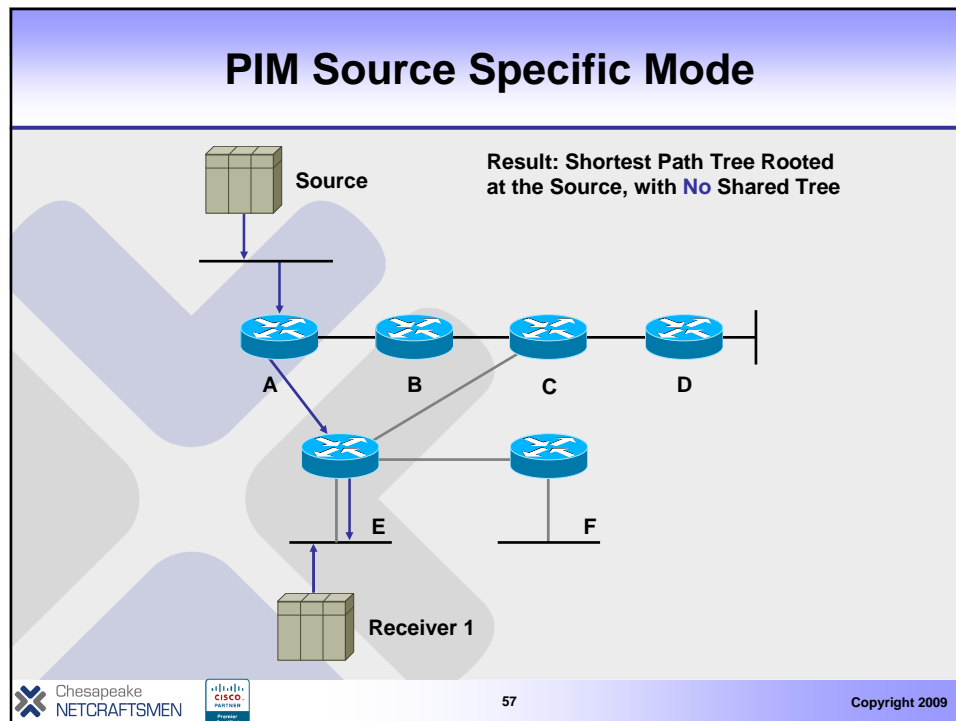 PIM Source Specific Mode
Source
Result: Shortest Path Tree Rooted
at the Source, with No Shared Tree
A
B
C
D
E
F
Receiver 1
Chesapeake
NETCRAFTSMEN
CISCO
PARTNER
Premier
57
Copyright 2009